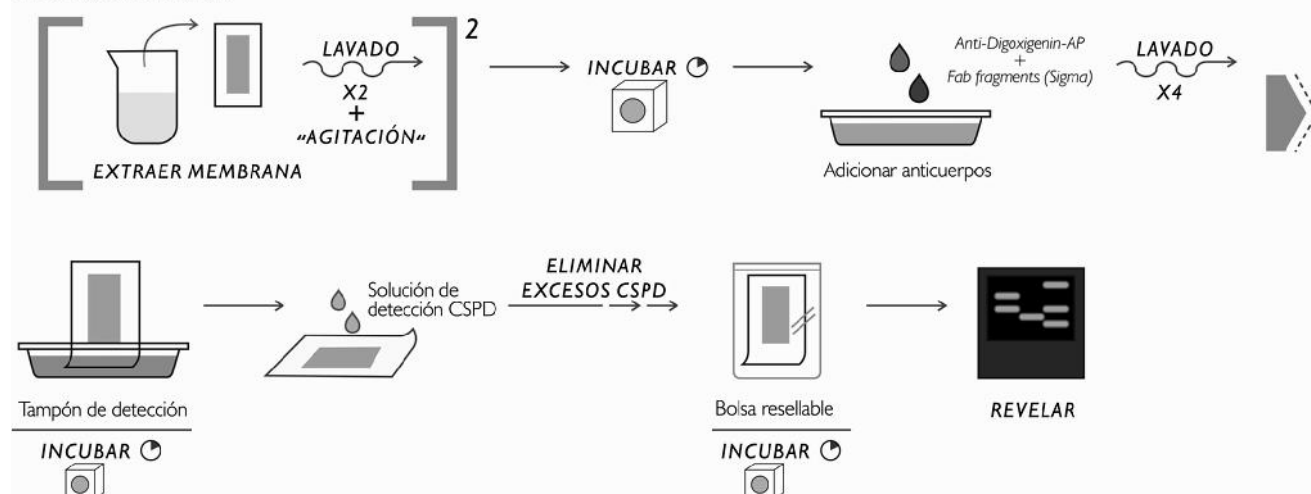 2
LAVADO
X2
+
"AGITACIÓN"
EXTRAER MEMBRANA
INCUBAR
Anti-Digoxigenin-AP
+
Fab fragments (Sigma)
Adicionar anticuerpos
LAVADO
X4
Tampón de detección
INCUBAR
Solución de
detección CSPD
ELIMINAR
EXCESOS CSPD
Bolsa resellable
INCUBAR
REVELAR